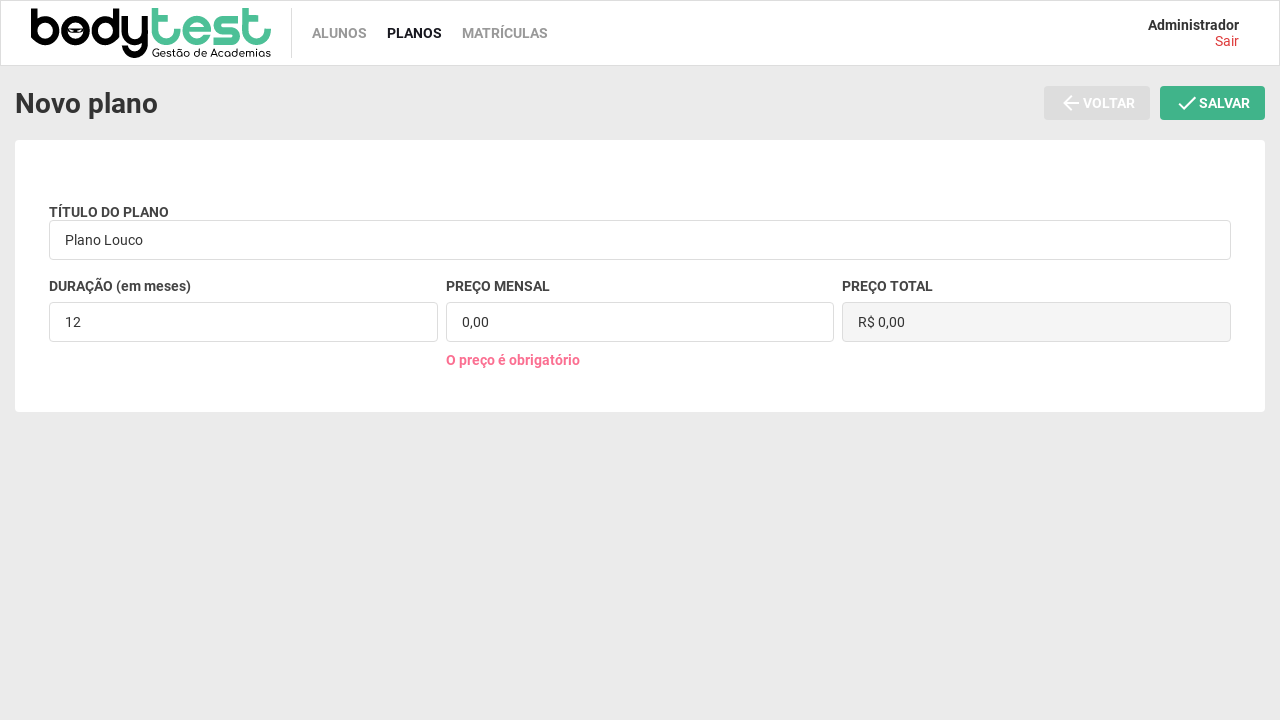 bodytest
Gestão de Academias
ALUNOS PLANOS MATRÍCULAS
Administrador
Sair
Novo plano
VOLTAR SALVAR
TÍTULO DO PLANO
Plano Louco
DURAÇÃO (em meses) PREÇO MENSAL PREÇO TOTAL
12 0,00 R$ 0,00
O preço é obrigatório